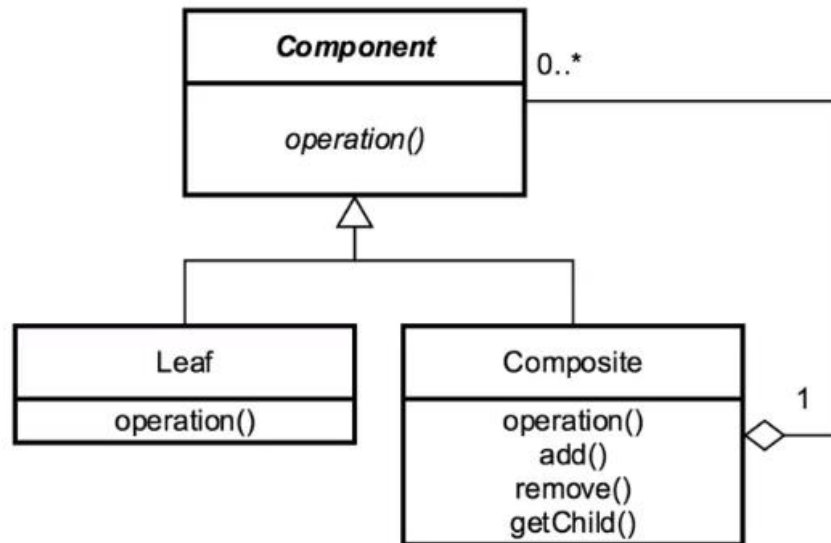 Component
0..*
operation()
Leaf
operation()
Composite
1
operation()
add()
remove()
getChild()